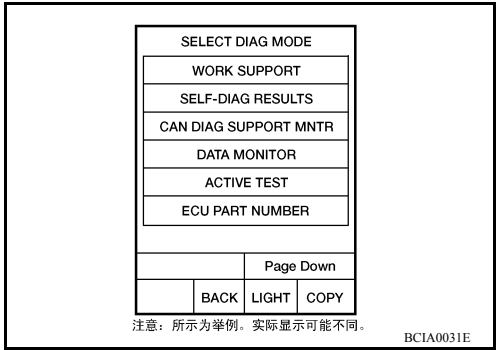 SELECT DIAG MODE
WORK SUPPORT
SELF-DIAG RESULTS
CAN DIAG SUPPORT MNTR
DATA MONITOR
ACTIVE TEST
ECU PART NUMBER
Page Down
BACK LIGHT COPY
注意：所示为举例。实际显示可能不同。
BCIA0031E